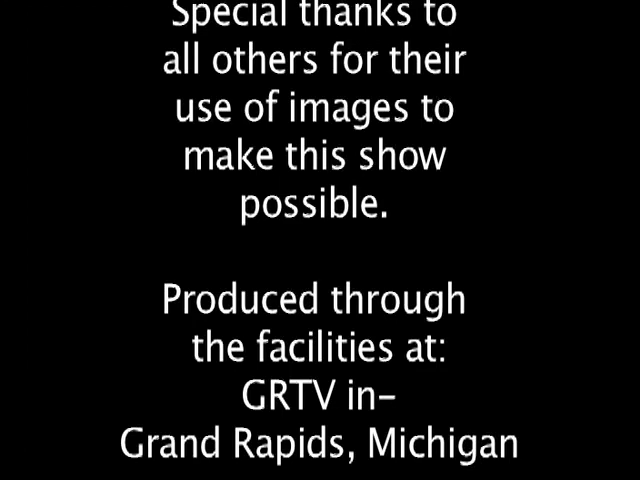 Special thanks to
all others for their
use of images to
make this show
possible.
Produced through
the facilities at:
GRTV in-
Grand Rapids, Michigan